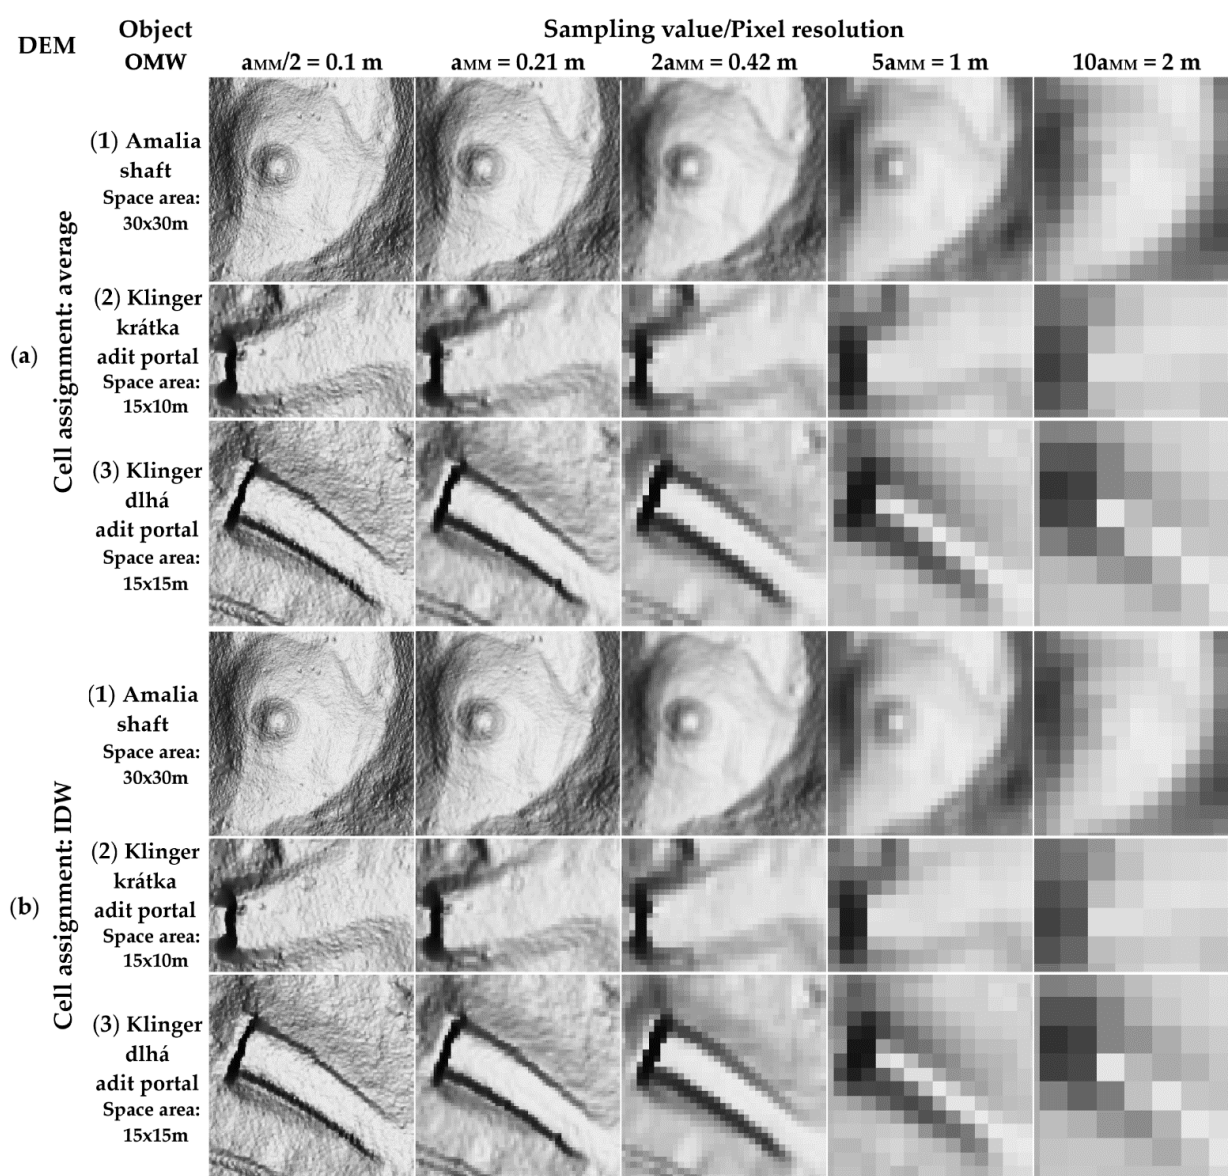 DEM
Object
OMW
Sampling value/Pixel resolution
aMM/2 = 0.1 m
aMM = 0.21 m
2aMM = 0.42 m
5aMM = 1 m
10aMM = 2 m
(a)
Cell assignment: average
(1) Amalia
shaft
Space area:
30x30m
(2) Klinger
krátka
adit portal
Space area:
15x10m
(3) Klinger
dlhá
adit portal
Space area:
15x15m
(b)
Cell assignment: IDW
(1) Amalia
shaft
Space area:
30x30m
(2) Klinger
krátka
adit portal
Space area:
15x10m
(3) Klinger
dlhá
adit portal
Space area:
15x15m